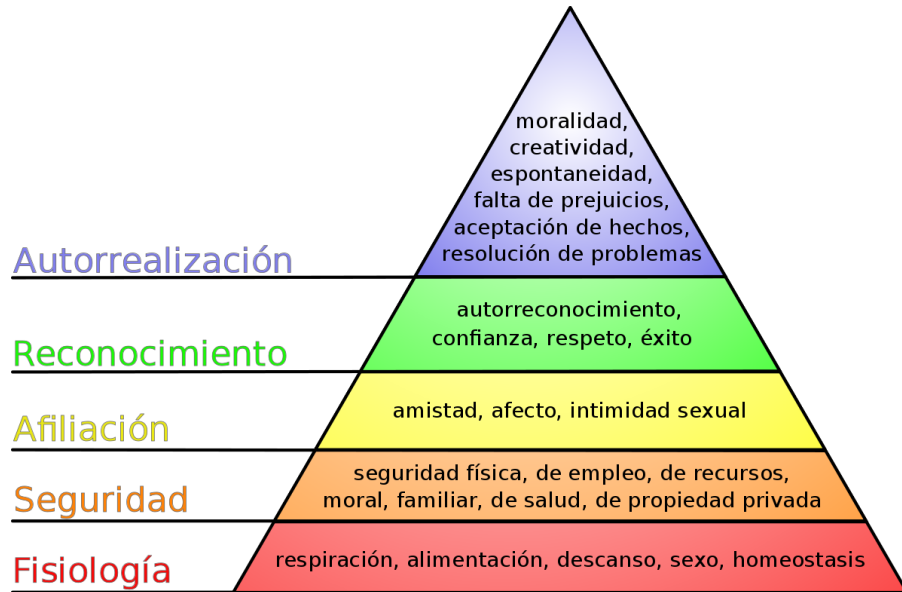 moralidad,
creatividad,
espontaneidad,
falta de prejuicios,
aceptación de hechos,
resolución de problemas
Autorrealización
autorreconocimiento,
confianza, respeto, éxito
Reconocimiento
amistad, afecto, intimidad sexual
Afiliación
seguridad física, de empleo, de recursos,
moral, familiar, de salud, de propiedad privada
Seguridad
respiración, alimentación, descanso, sexo, homeostasis
Fisiología